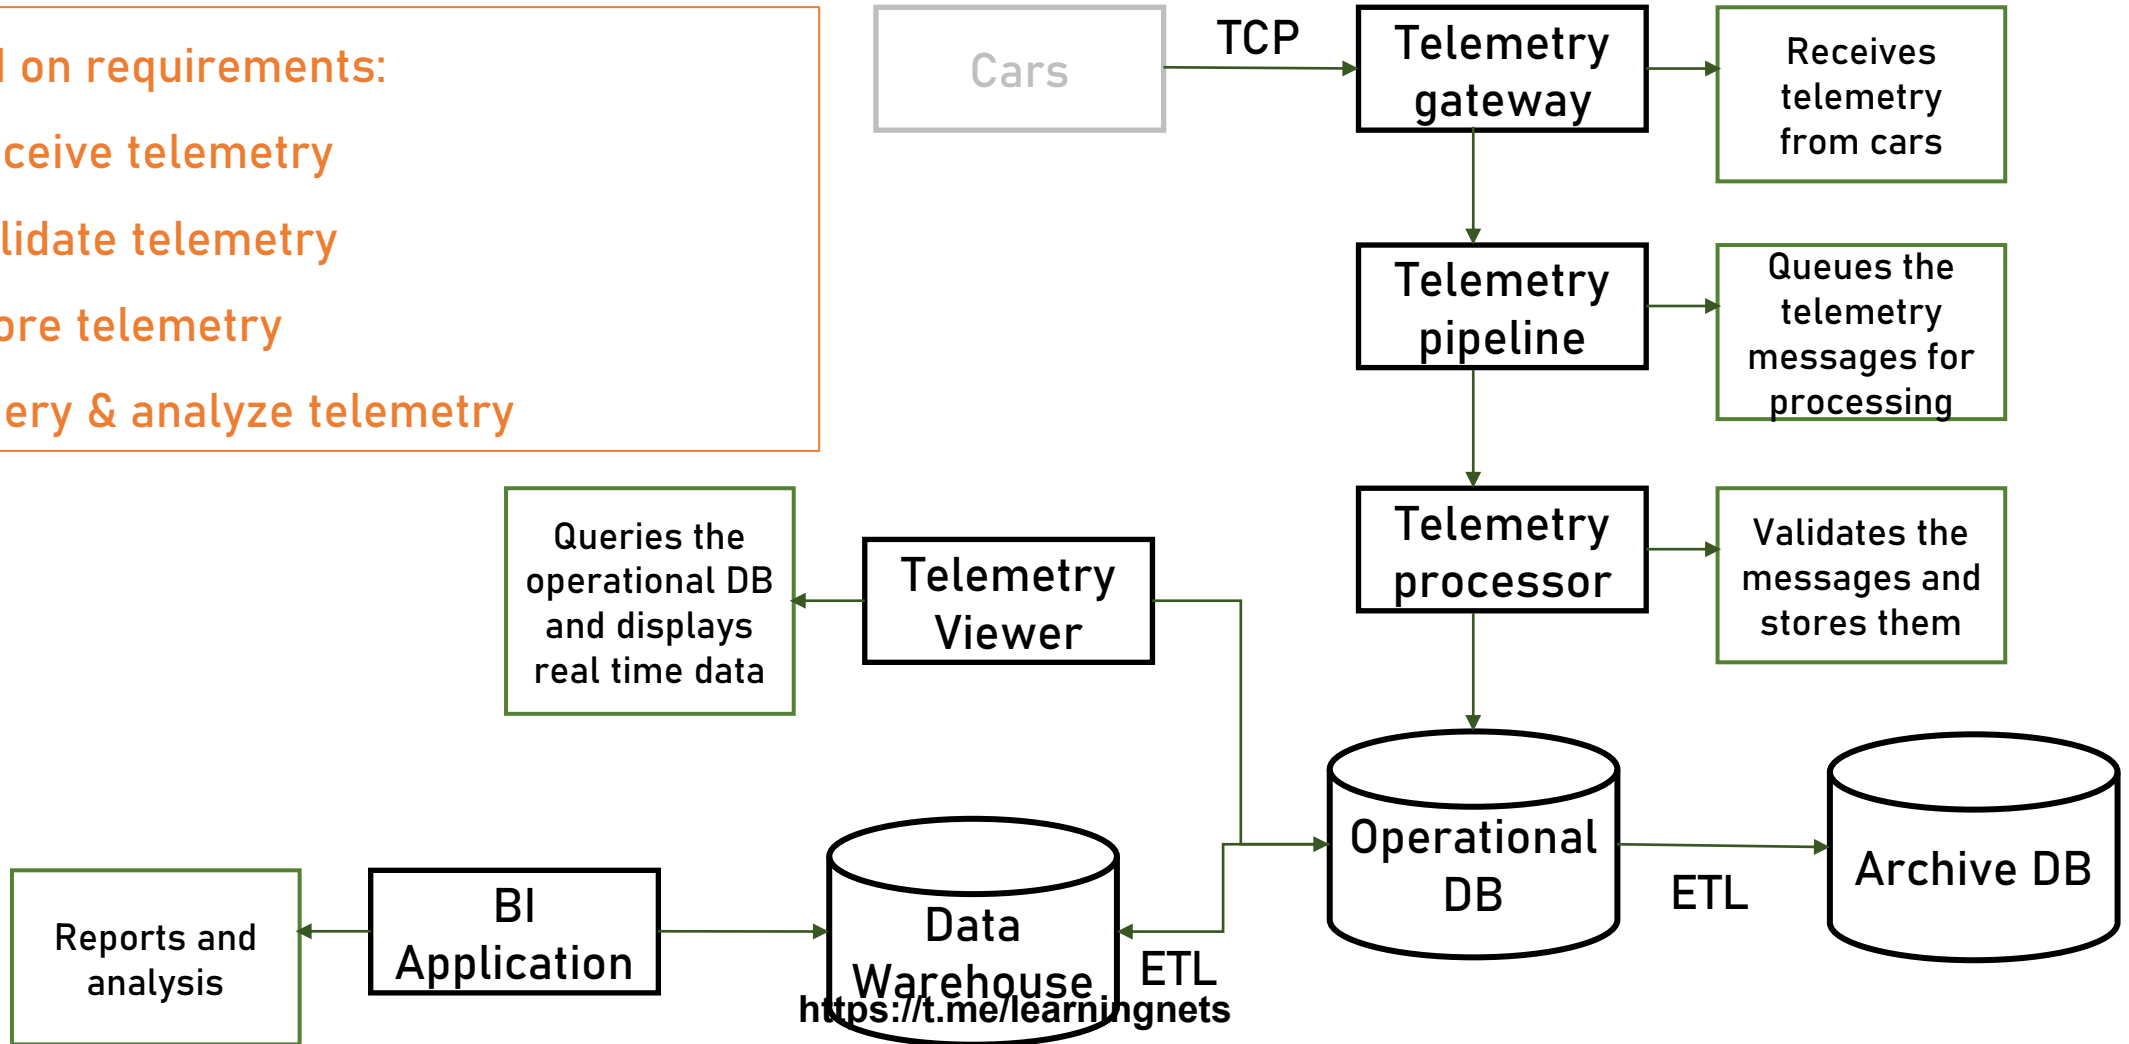 on requirements:
ceive telemetry
lidate telemetry
ore telemetry
ery & analyze telemetry
Cars
TCP
Telemetry
gateway
Receives
telemetry
from cars
Telemetry
pipeline
Queues the
telemetry
messages for
processing
Telemetry
processor
Validates the
messages and
stores them
Queries the
operational DB
and displays
real time data
Telemetry
Viewer
Operational
DB
ETL
Archive DB
Reports and
analysis
BI
Application
Data
Warehouse
ETL
https://t.me/learningnets